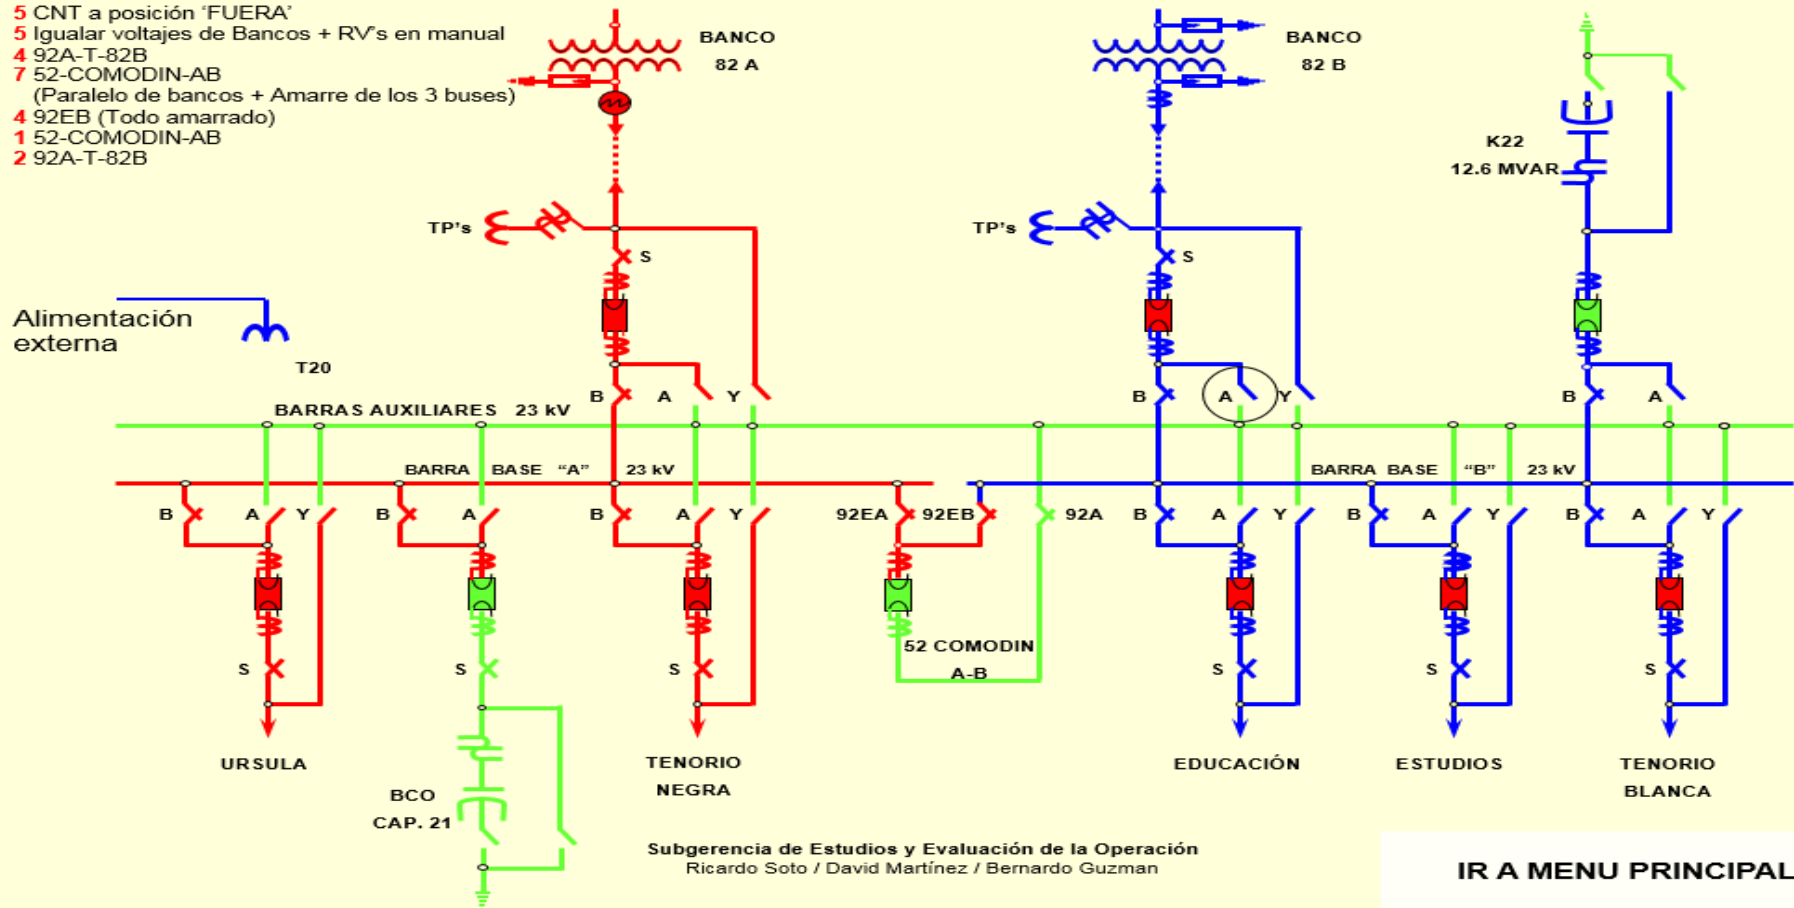 5 CNT a posición ‘FUERA’
5 Igualar voltajes de Bancos + RV's en manual
4 92A-T-82B
7 52-COMODIN-AB
(Paralelo de bancos + Amarre de los 3 buses)
4 92EB (Todo amarrado)
1 52-COMODIN-AB
2 92A-T-82B
BANCO
82 A
BANCO
82 B
K22
12.6 MVAR
TP's
TP's
S
S
Alimentación
externa
T20
B A Y
B A Y
B A
BARRAS AUXILIARES 23 kV
BARRA BASE “A” 23 kV
BARRA BASE “B” 23 kV
B A Y B A B A Y 92EA 92EB 92A B A Y B A Y B A Y
52 COMODIN
A-B
S S S S S S
URSULA
TENORIO
NEGRA
EDUCACIÓN
ESTUDIOS
TENORIO
BLANCA
BCO
CAP. 21
Subgerencia de Estudios y Evaluación de la Operación
Ricardo Soto / David Martínez / Bernardo Guzman
IR A MENU PRINCIPAL